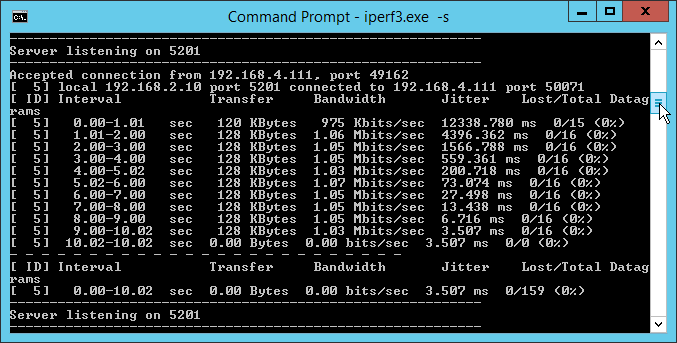 Command Prompt - iperf3.exe -s
-----------------------------------------------------------
Server listening on 5201
-----------------------------------------------------------
Accepted connection from 192.168.4.111, port 49162
[ 5] local 192.168.2.10 port 5201 connected to 192.168.4.111 port 50071
[ ID] Interval Transfer Bandwidth Jitter Lost/Total Datag
rams
[ 5] 0.00-1.01 sec 120 KBytes 975 Kbits/sec 12338.780 ms 0/15 (0%)
[ 5] 1.01-2.00 sec 128 KBytes 1.06 Mbits/sec 4396.362 ms 0/16 (0%)
[ 5] 2.00-3.00 sec 128 KBytes 1.05 Mbits/sec 1566.788 ms 0/16 (0%)
[ 5] 3.00-4.00 sec 128 KBytes 1.05 Mbits/sec 559.361 ms 0/16 (0%)
[ 5] 4.00-5.02 sec 128 KBytes 1.03 Mbits/sec 200.718 ms 0/16 (0%)
[ 5] 5.02-6.00 sec 128 KBytes 1.07 Mbits/sec 73.074 ms 0/16 (0%)
[ 5] 6.00-7.00 sec 128 KBytes 1.05 Mbits/sec 27.498 ms 0/16 (0%)
[ 5] 7.00-8.00 sec 128 KBytes 1.05 Mbits/sec 13.438 ms 0/16 (0%)
[ 5] 8.00-9.00 sec 128 KBytes 1.05 Mbits/sec 6.716 ms 0/16 (0%)
[ 5] 9.00-10.02 sec 128 KBytes 1.03 Mbits/sec 3.507 ms 0/16 (0%)
[ 5] 10.02-10.02 sec 0.00 Bytes 0.00 bits/sec 3.507 ms 0/0 (0%)
- - - - - - - - - - - - - - - - - - - - - - - - -
[ ID] Interval Transfer Bandwidth Jitter Lost/Total Datag
rams
[ 5] 0.00-10.02 sec 0.00 Bytes 0.00 bits/sec 3.507 ms 0/159 (0%)
-----------------------------------------------------------
Server listening on 5201
-----------------------------------------------------------